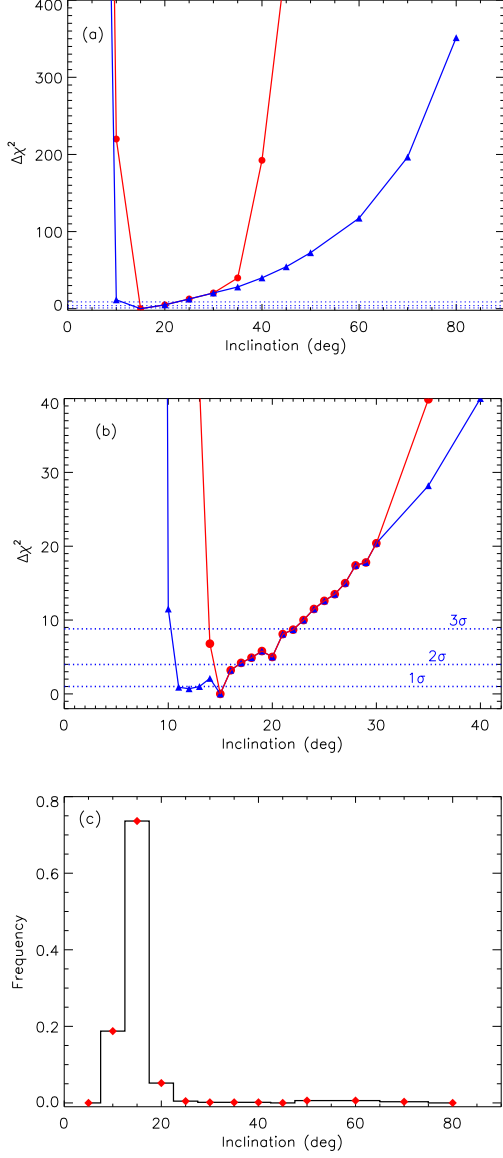 400
(a)
300
Δχ²
200
100
0
0 20 40 60 80
Inclination (deg)
40
(b)
30
Δχ²
20
10
3σ
2σ
1σ
0
0 10 20 30 40
Inclination (deg)
0.8
(c)
0.6
Frequency
0.4
0.2
0.0
0 20 40 60 80
Inclination (deg)